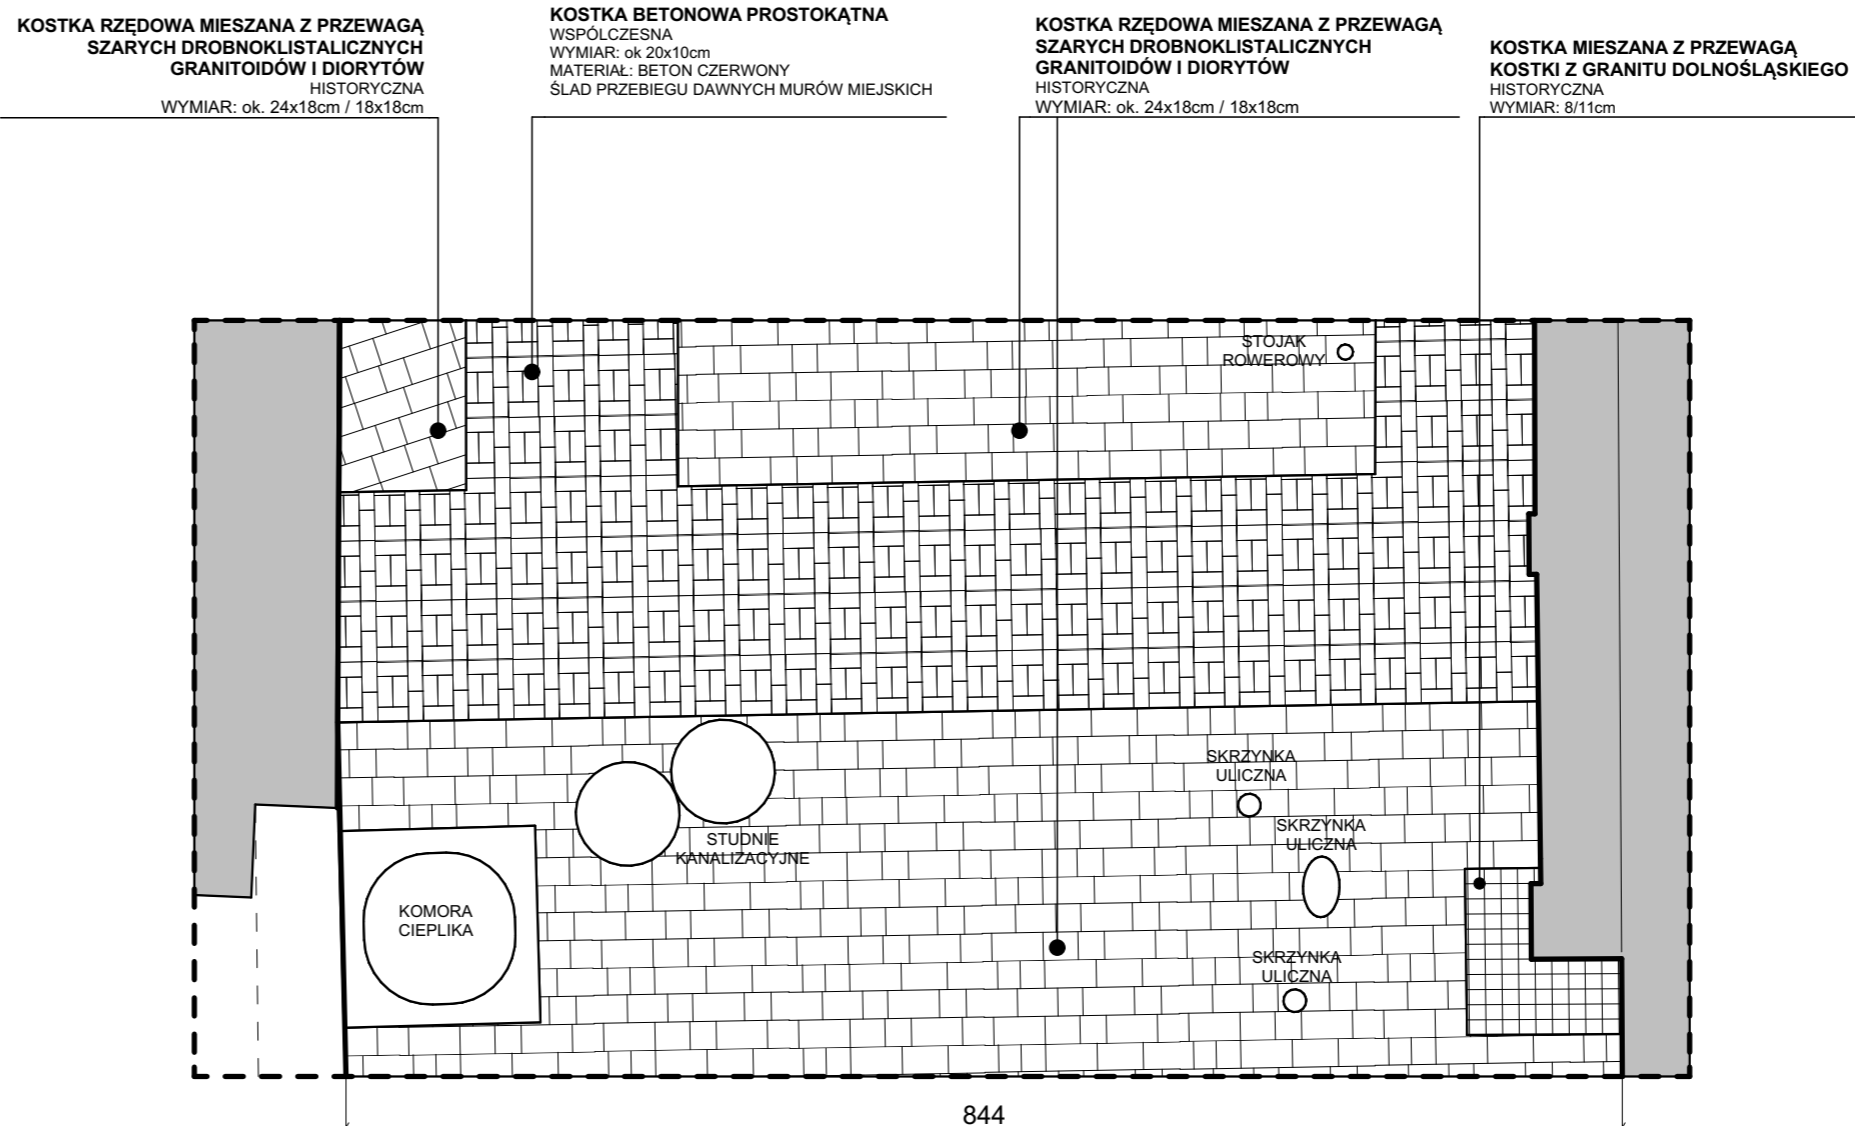 KOSTKA RZĘDOWA MIESZANA Z PRZEWAGĄ
SZARYCH DROBNOKLISTALICZNYCH
GRANITOIDÓW I DIORYTÓW
HISTORYCZNA
WYMIAR: ok. 24x18cm / 18x18cm
KOSTKA BETONOWA PROSTOKĄTNA
WSPÓŁCZESNA
WYMIAR: ok 20x10cm
MATERIAŁ: BETON CZERWONY
ŚLAD PRZEBIEGU DAWNYCH MURÓW MIEJSKICH
KOSTKA RZĘDOWA MIESZANA Z PRZEWAGĄ
SZARYCH DROBNOKLISTALICZNYCH
GRANITOIDÓW I DIORYTÓW
HISTORYCZNA
WYMIAR: ok. 24x18cm / 18x18cm
KOSTKA MIESZANA Z PRZEWAGĄ
KOSTKI Z GRANITU DOLNOŚLĄSKIEGO
HISTORYCZNA
WYMIAR: 8/11cm
STOJAK
ROWEROWY
SKRZYNKA
ULICZNA
SKRZYNKA
ULICZNA
STUDNIE
KANALIZACYJNE
KOMORA
CIEPLIKA
SKRZYNKA
ULICZNA
844